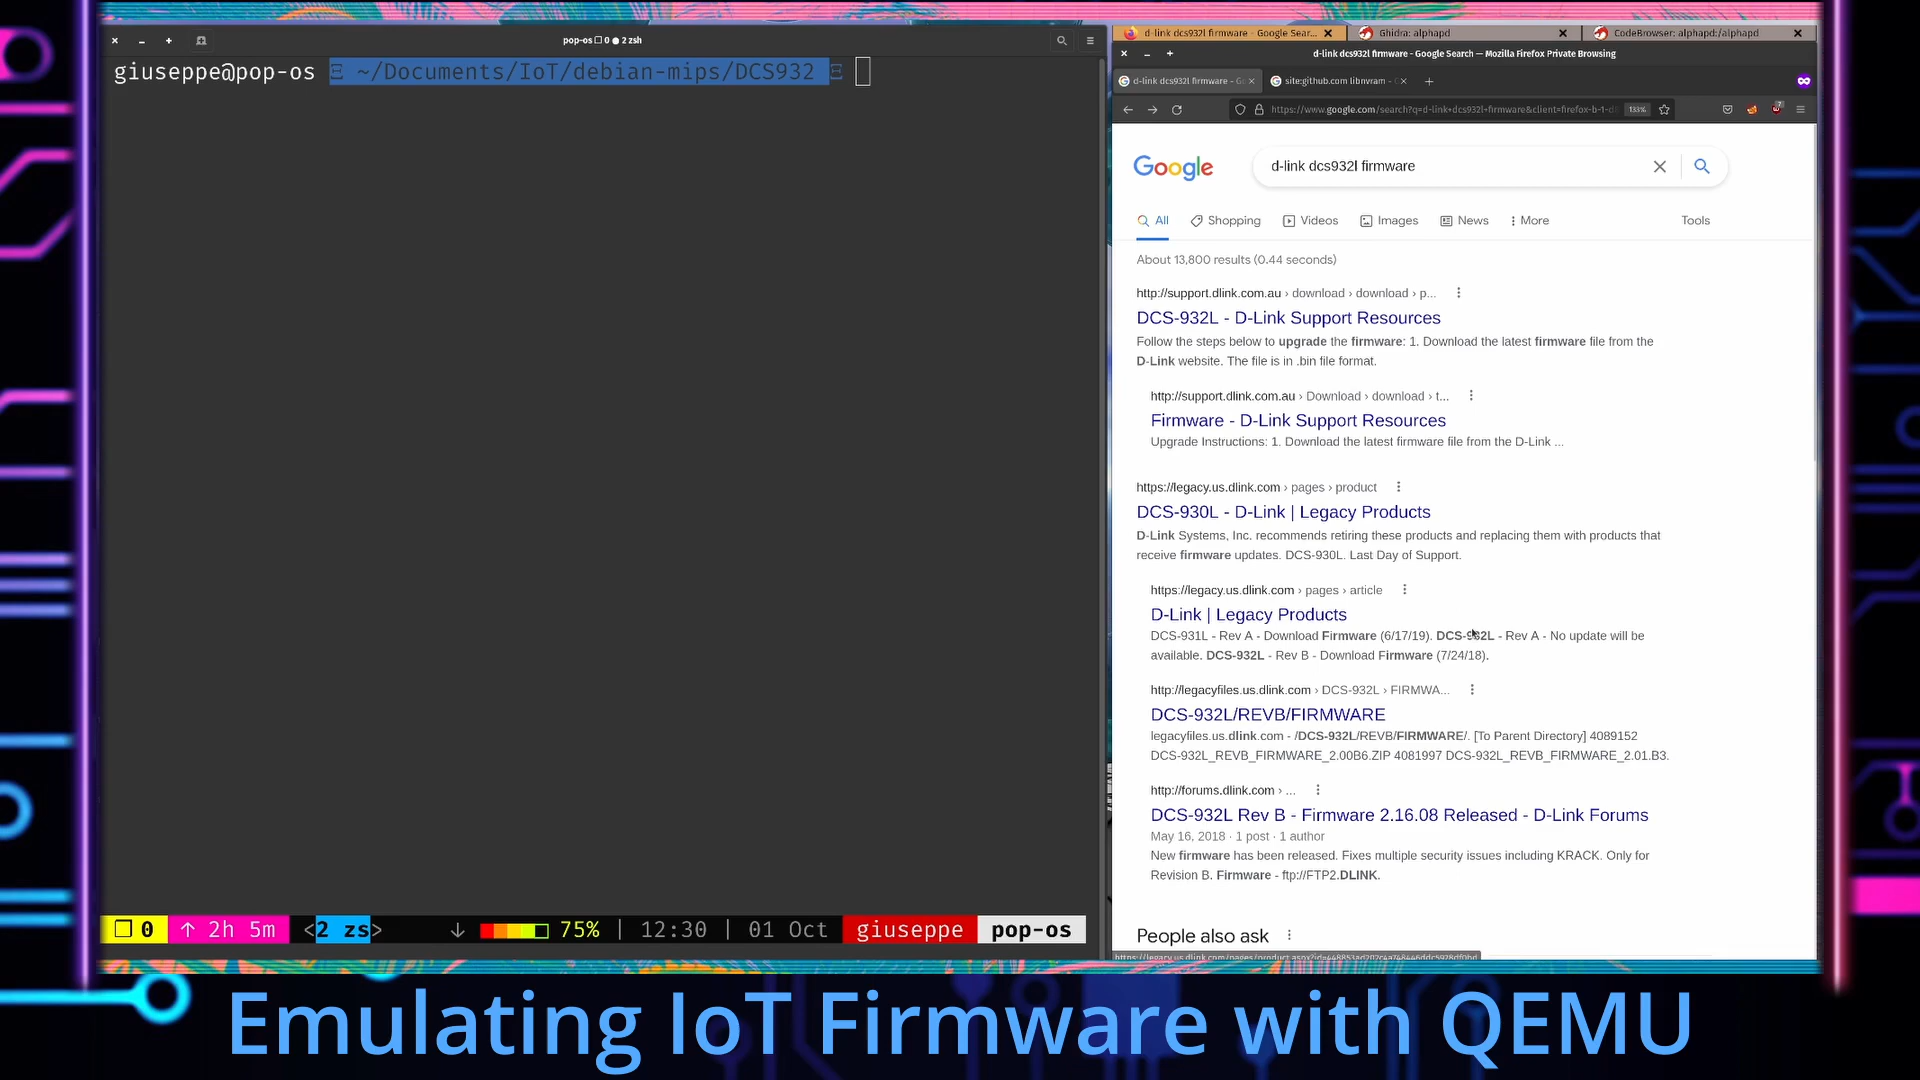 pop-os ❐ 0 ● 2 zsh
giuseppe@pop-os ~/Documents/IoT/debian-mips/DCS932
❐ 0 ↑ 2h 5m <2 zs> ↓ 75% | 12:30 | 01 Oct giuseppe pop-os
d-link dcs932l firmware - Google Sear... Ghidra: alphapd CodeBrowser: alphapd:/alphapd
d-link dcs932l firmware - Google Search — Mozilla Firefox Private Browsing
d-link dcs932l firmware - G site:github.com libnvram -
https://www.google.com/search?q=d-link+dcs932l+firmware&client=firefox-b-1-d 133%
Google d-link dcs932l firmware
All Shopping Videos Images News More Tools
About 13,800 results (0.44 seconds)
http://support.dlink.com.au › download › download › p...
DCS-932L - D-Link Support Resources
Follow the steps below to upgrade the firmware: 1. Download the latest firmware file from the
D-Link website. The file is in .bin file format.
http://support.dlink.com.au › Download › download › t...
Firmware - D-Link Support Resources
Upgrade Instructions: 1. Download the latest firmware file from the D-Link ...
https://legacy.us.dlink.com › pages › product
DCS-930L - D-Link | Legacy Products
D-Link Systems, Inc. recommends retiring these products and replacing them with products that
receive firmware updates. DCS-930L. Last Day of Support.
https://legacy.us.dlink.com › pages › article
D-Link | Legacy Products
DCS-931L - Rev A - Download Firmware (6/17/19). DCS-932L - Rev A - No update will be
available. DCS-932L - Rev B - Download Firmware (7/24/18).
http://legacyfiles.us.dlink.com › DCS-932L › FIRMWA...
DCS-932L/REVB/FIRMWARE
legacyfiles.us.dlink.com - /DCS-932L/REVB/FIRMWARE/. [To Parent Directory] 4089152
DCS-932L_REVB_FIRMWARE_2.00B6.ZIP 4081997 DCS-932L_REVB_FIRMWARE_2.01.B3.
http://forums.dlink.com › ...
DCS-932L Rev B - Firmware 2.16.08 Released - D-Link Forums
May 16, 2018 · 1 post · 1 author
New firmware has been released. Fixes multiple security issues including KRACK. Only for
Revision B. Firmware - ftp://FTP2.DLINK.
People also ask
Emulating IoT Firmware with QEMU